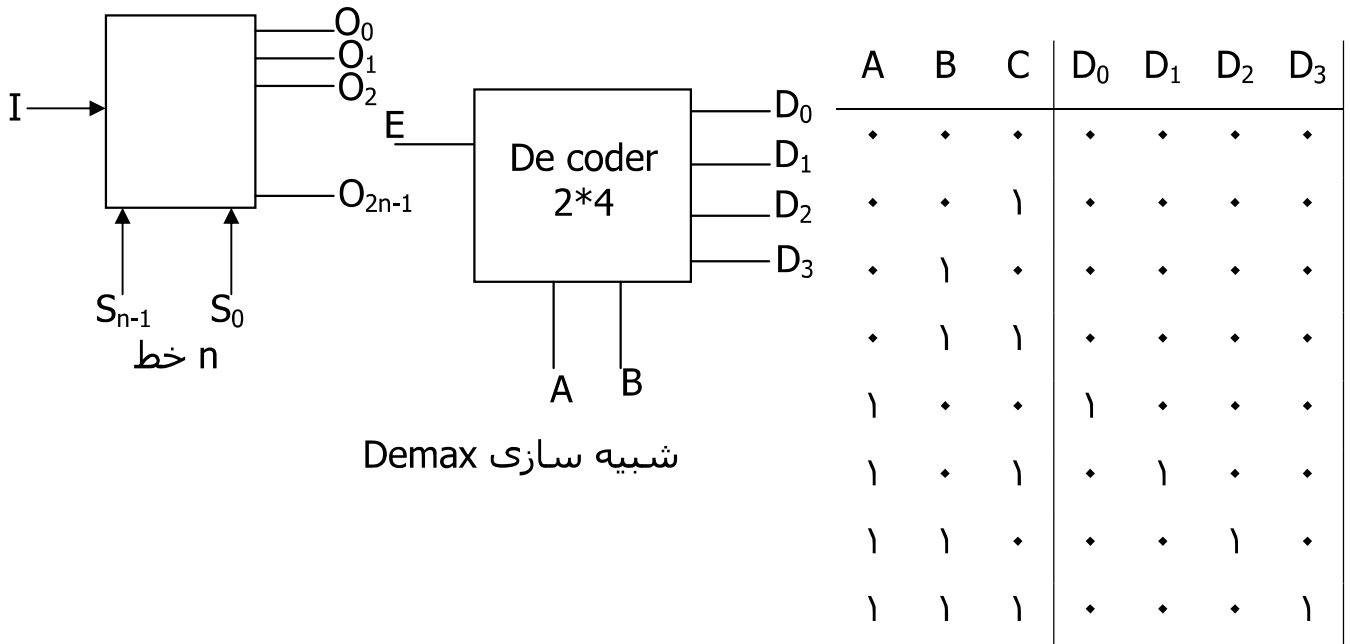 O₀
O₁
O₂
I
O₂ₙ₋₁
Sₙ₋₁ S₀
n خط
E
De coder
2*4
D₀
D₁
D₂
D₃
A B
شبیه سازی Demax
A B C D₀ D₁ D₂ D₃
۰ ۰ ۰ ۰ ۰ ۰ ۰
۰ ۰ ۱ ۰ ۰ ۰ ۰
۰ ۱ ۰ ۰ ۰ ۰ ۰
۰ ۱ ۱ ۰ ۰ ۰ ۰
۱ ۰ ۰ ۱ ۰ ۰ ۰
۱ ۰ ۱ ۰ ۱ ۰ ۰
۱ ۱ ۰ ۰ ۰ ۱ ۰
۱ ۱ ۱ ۰ ۰ ۰ ۱